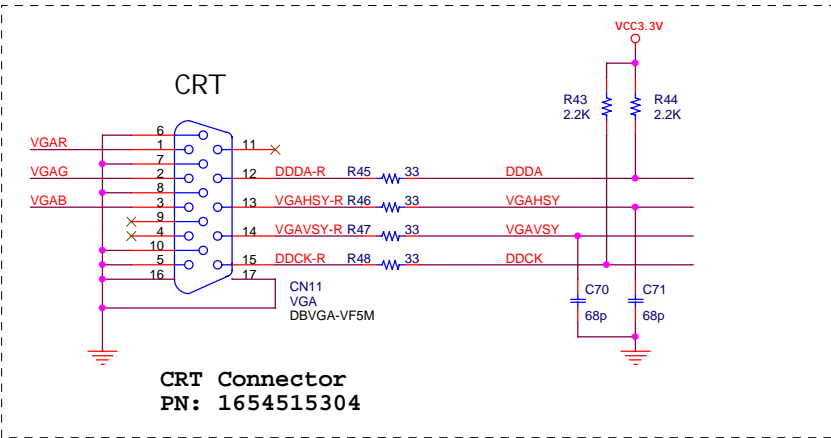 VCC3.3V
CRT
R43
2.2K
R44
2.2K
6
VGAR 1 11
7
VGAG 2 12 DDDA-R R45 33 DDDA
8
VGAB 3 13 VGAHSY-R R46 33 VGAHSY
9
4 14 VGAVSY-R R47 33 VGAVSY
10
5 15 DDCK-R R48 33 DDCK
16 17
CN11
VGA
DBVGA-VF5M
C70
68p
C71
68p
CRT Connector
PN: 1654515304